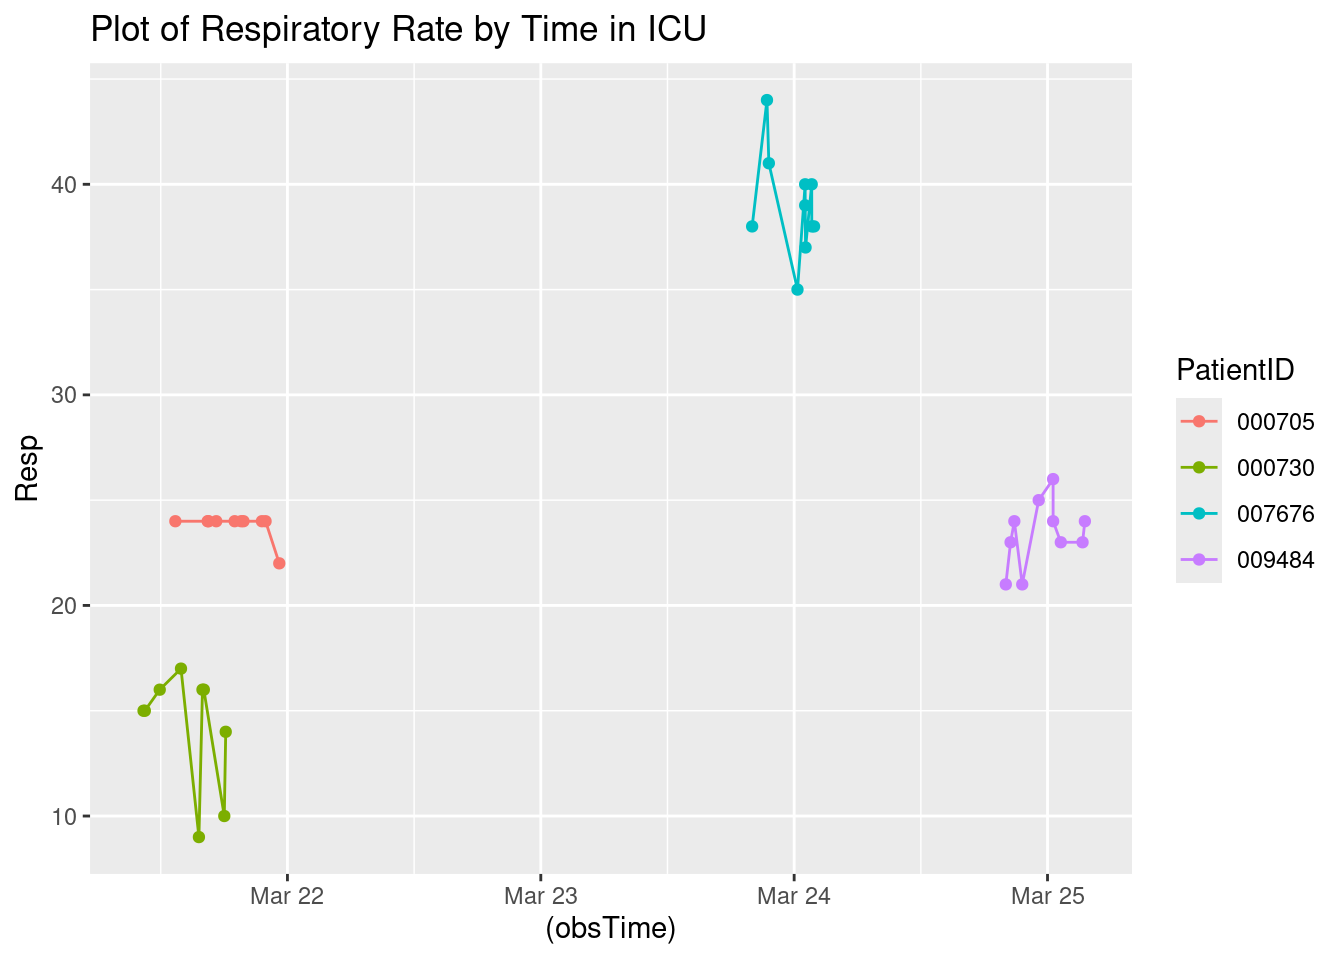 Plot of Respiratory Rate by Time in ICU
Resp
40
30
20
10
Mar 22
Mar 23
Mar 24
Mar 25
(obsTime)
PatientID
000705
000730
007676
009484